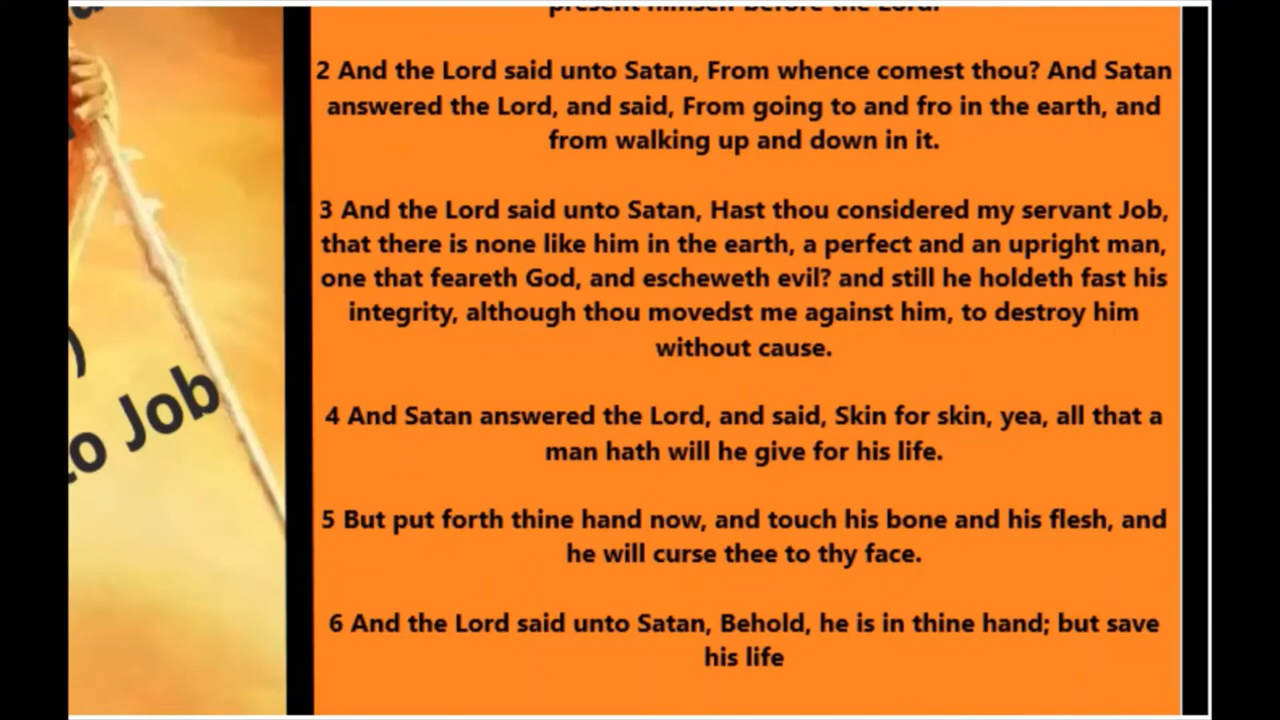 present himself before the Lord.
2 And the Lord said unto Satan, From whence comest thou? And Satan
answered the Lord, and said, From going to and fro in the earth, and
from walking up and down in it.
3 And the Lord said unto Satan, Hast thou considered my servant Job,
that there is none like him in the earth, a perfect and an upright man,
one that feareth God, and escheweth evil? and still he holdeth fast his
integrity, although thou movedst me against him, to destroy him
without cause.
4 And Satan answered the Lord, and said, Skin for skin, yea, all that a
man hath will he give for his life.
5 But put forth thine hand now, and touch his bone and his flesh, and
he will curse thee to thy face.
6 And the Lord said unto Satan, Behold, he is in thine hand; but save
his life
)
to Job